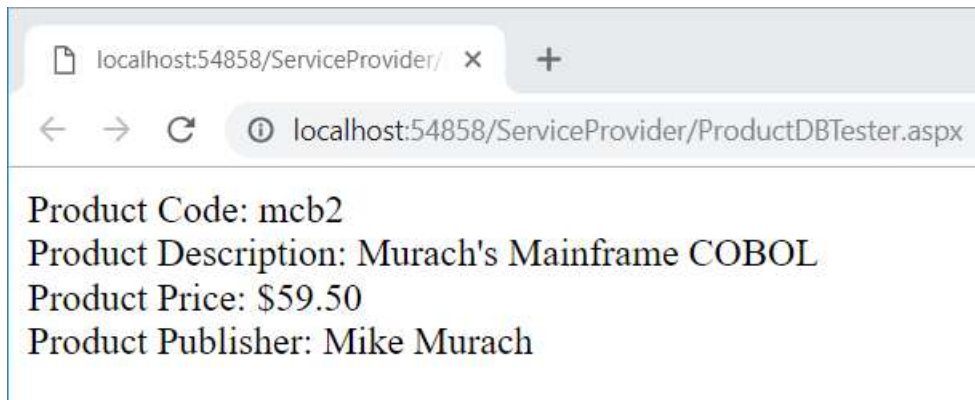 localhost:54858/ServiceProvider/
localhost:54858/ServiceProvider/ProductDBTester.aspx
Product Code: mcb2
Product Description: Murach's Mainframe COBOL
Product Price: $59.50
Product Publisher: Mike Murach